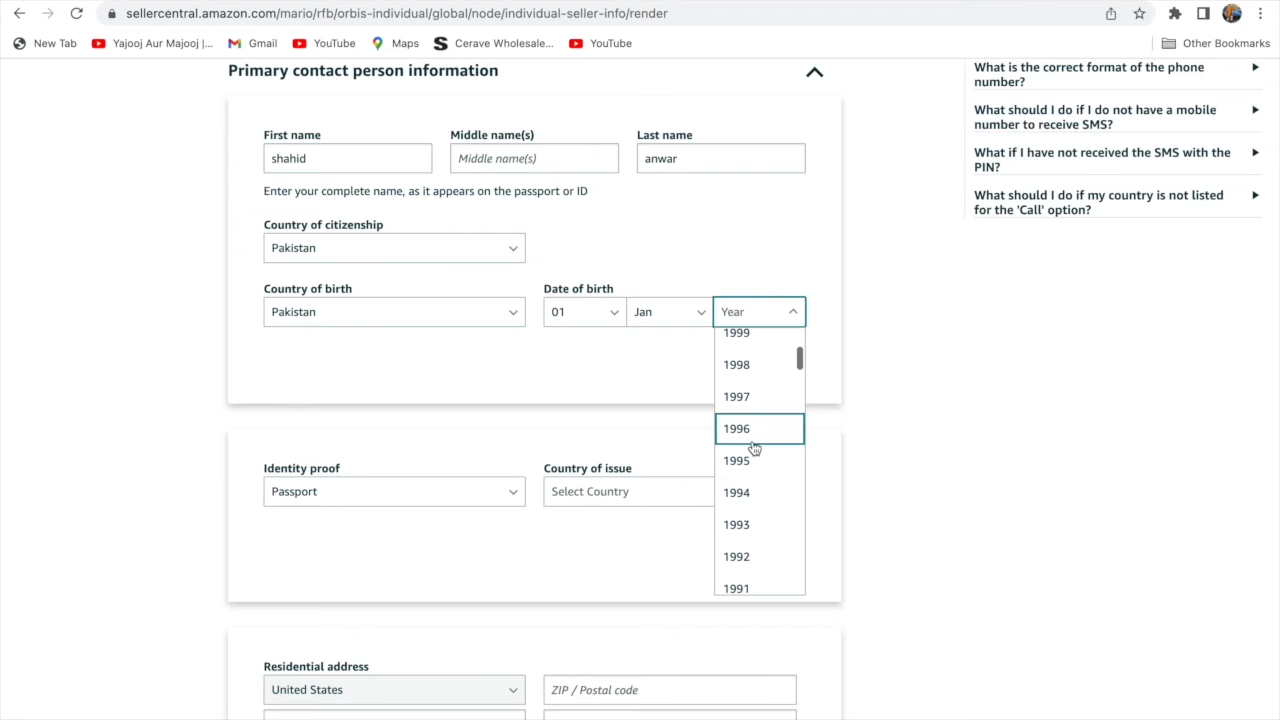 sellercentral.amazon.com/mario/rfb/orbis-individual/global/node/individual-seller-info/render
New Tab Yajooj Aur Majooj |... Gmail YouTube Maps Cerave Wholesale... YouTube Other Bookmarks
Primary contact person information
First name Middle name(s) Last name
shahid Middle name(s) anwar
Enter your complete name, as it appears on the passport or ID
Country of citizenship
Pakistan
Country of birth Date of birth
Pakistan 01 Jan Year
1999
1998
1997
1996
1995
1994
1993
1992
1991
Identity proof Country of issue
Passport Select Country
Residential address
United States ZIP / Postal code
What is the correct format of the phone
number?
What should I do if I do not have a mobile
number to receive SMS?
What if I have not received the SMS with the
PIN?
What should I do if my country is not listed
for the 'Call' option?